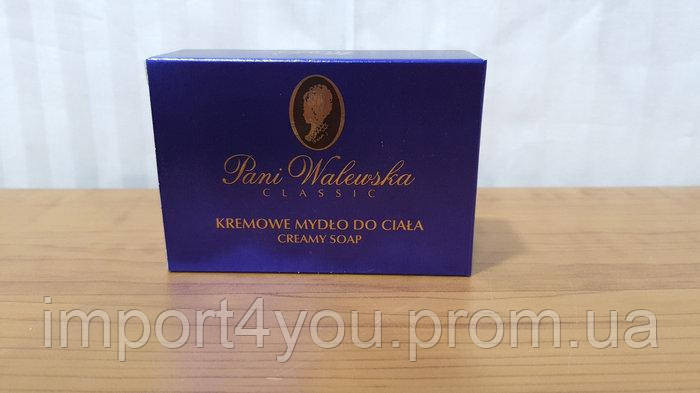 Pani Walewska
CLASSIC
KREMOWE MYDŁO DO CIAŁA
CREAMY SOAP
import4you.prom.ua